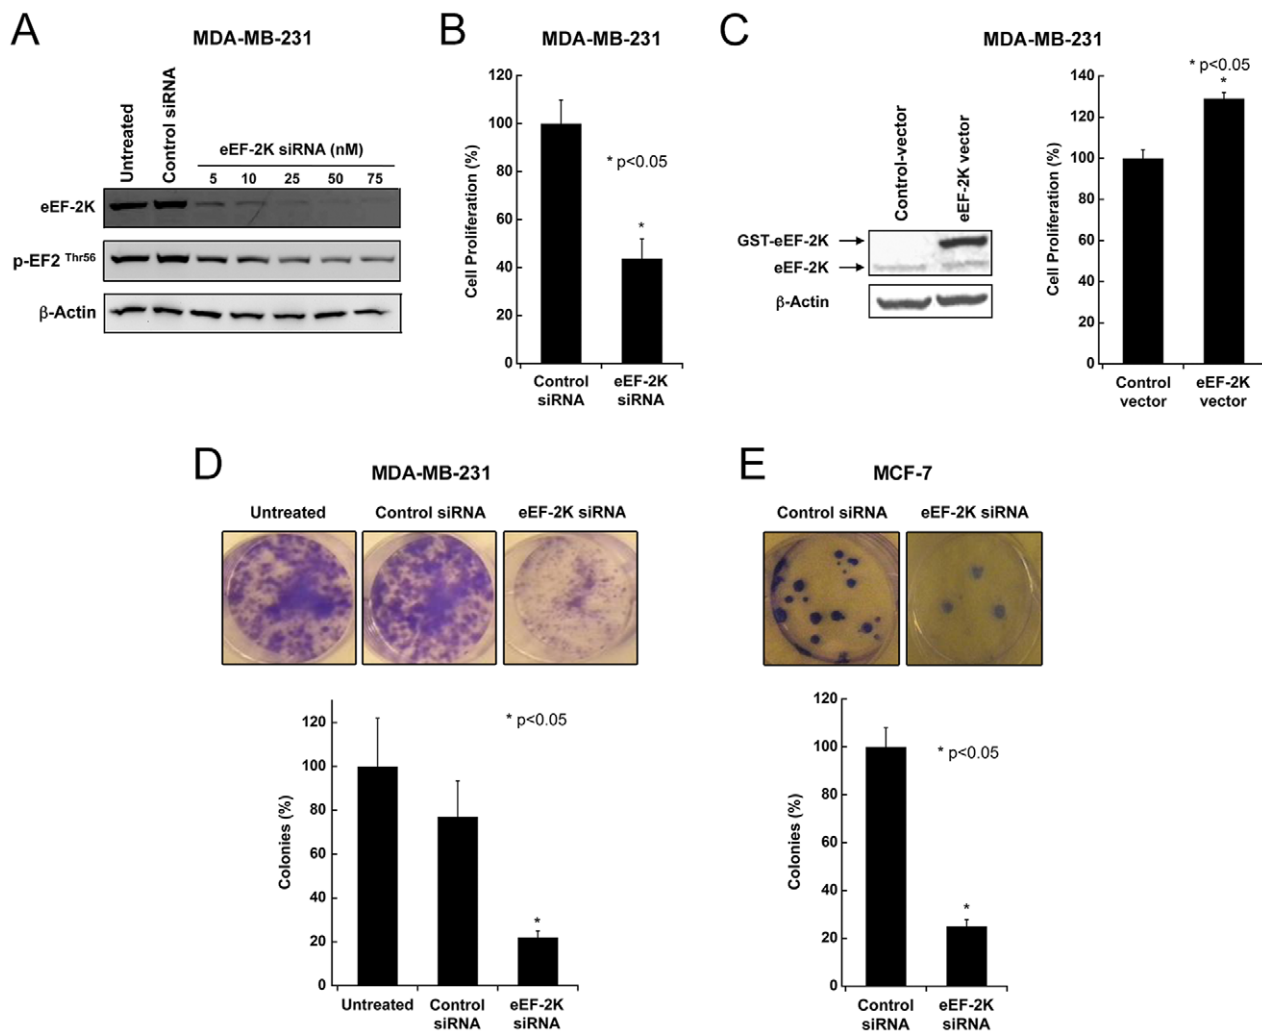 A
MDA-MB-231
Untreated
Control siRNA
eEF-2K siRNA (nM)
5 10 25 50 75
eEF-2K
p-EF2 Thr56
β-Actin
B
MDA-MB-231
Cell Proliferation (%)
120
100
80
60
40
20
0
* p<0.05
*
Control
siRNA
eEF-2K
siRNA
C
MDA-MB-231
Control-vector
eEF-2K vector
GST-eEF-2K
eEF-2K
β-Actin
Cell Proliferation (%)
140
120
100
80
60
40
20
0
* p<0.05
*
Control
vector
eEF-2K
vector
D
MDA-MB-231
Untreated Control siRNA eEF-2K siRNA
Colonies (%)
120
100
80
60
40
20
0
* p<0.05
*
Untreated
Control
siRNA
eEF-2K
siRNA
E
MCF-7
Control siRNA eEF-2K siRNA
Colonies (%)
120
100
80
60
40
20
0
* p<0.05
*
Control
siRNA
eEF-2K
siRNA